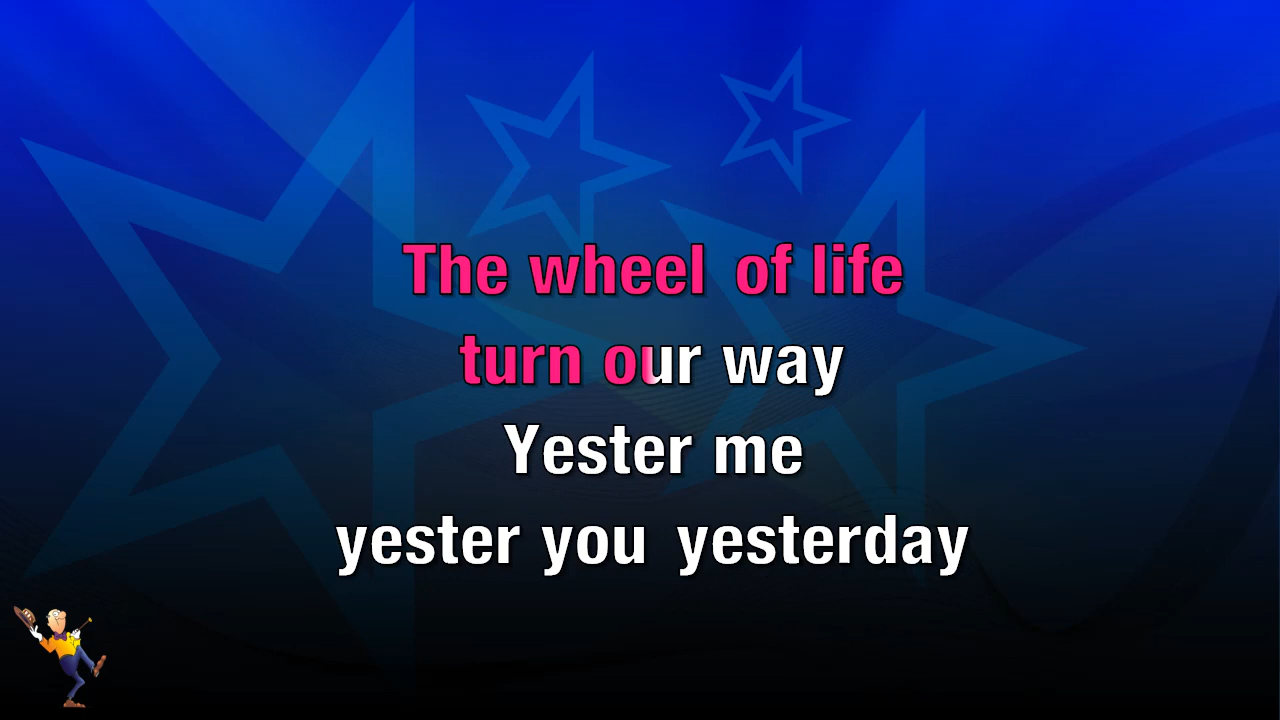 The wheel of life
turn our way
Yester me
yester you yesterday